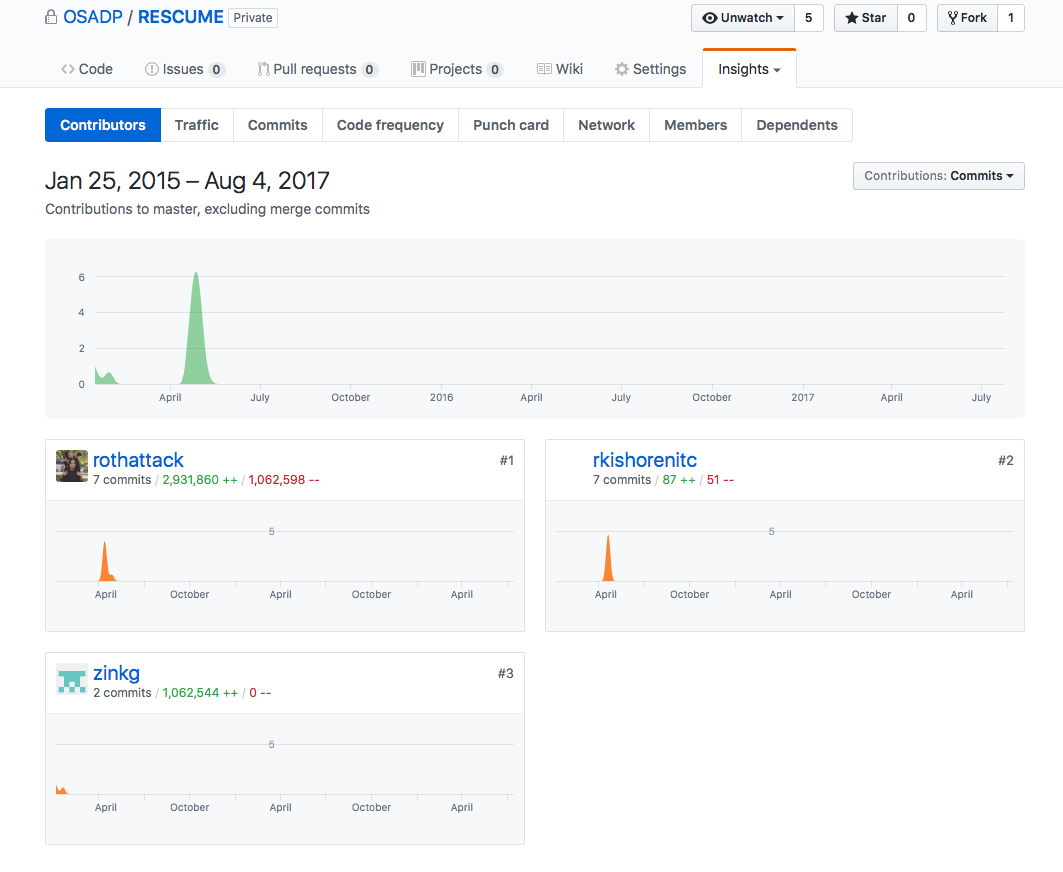 OSADP / RESCUME Private Unwatch 5 Star 0 Fork 1
Code Issues 0 Pull requests 0 Projects 0 Wiki Settings Insights
Contributors Traffic Commits Code frequency Punch card Network Members Dependents
Jan 25, 2015 – Aug 4, 2017
Contributions: Commits
Contributions to master, excluding merge commits
6
4
2
0
April July October 2016 April July October 2017 April July
rothattack #1
7 commits / 2,931,860 ++ / 1,062,598 --
5
April October April October April
rkishorenitc #2
7 commits / 87 ++ / 51 --
5
April October April October April
zinkg #3
2 commits / 1,062,544 ++ / 0 --
5
April October April October April